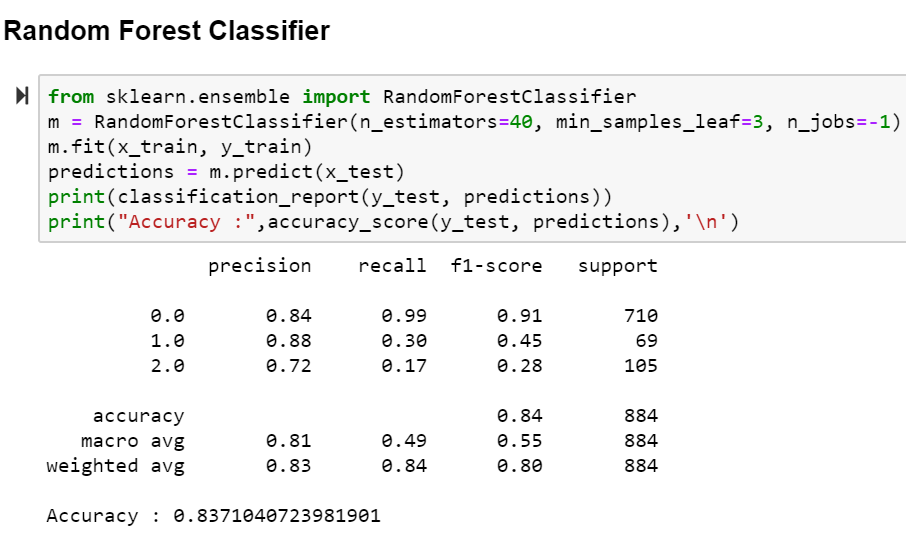 Random Forest Classifier
from sklearn.ensemble import RandomForestClassifier
m = RandomForestClassifier(n_estimators=40, min_samples_leaf=3, n_jobs=-1)
m.fit(x_train, y_train)
predictions = m.predict(x_test)
print(classification_report(y_test, predictions))
print("Accuracy :",accuracy_score(y_test, predictions),'\n')
precision recall f1-score support
0.0 0.84 0.99 0.91 710
1.0 0.88 0.30 0.45 69
2.0 0.72 0.17 0.28 105
accuracy 0.84 884
macro avg 0.81 0.49 0.55 884
weighted avg 0.83 0.84 0.80 884
Accuracy : 0.8371040723981901